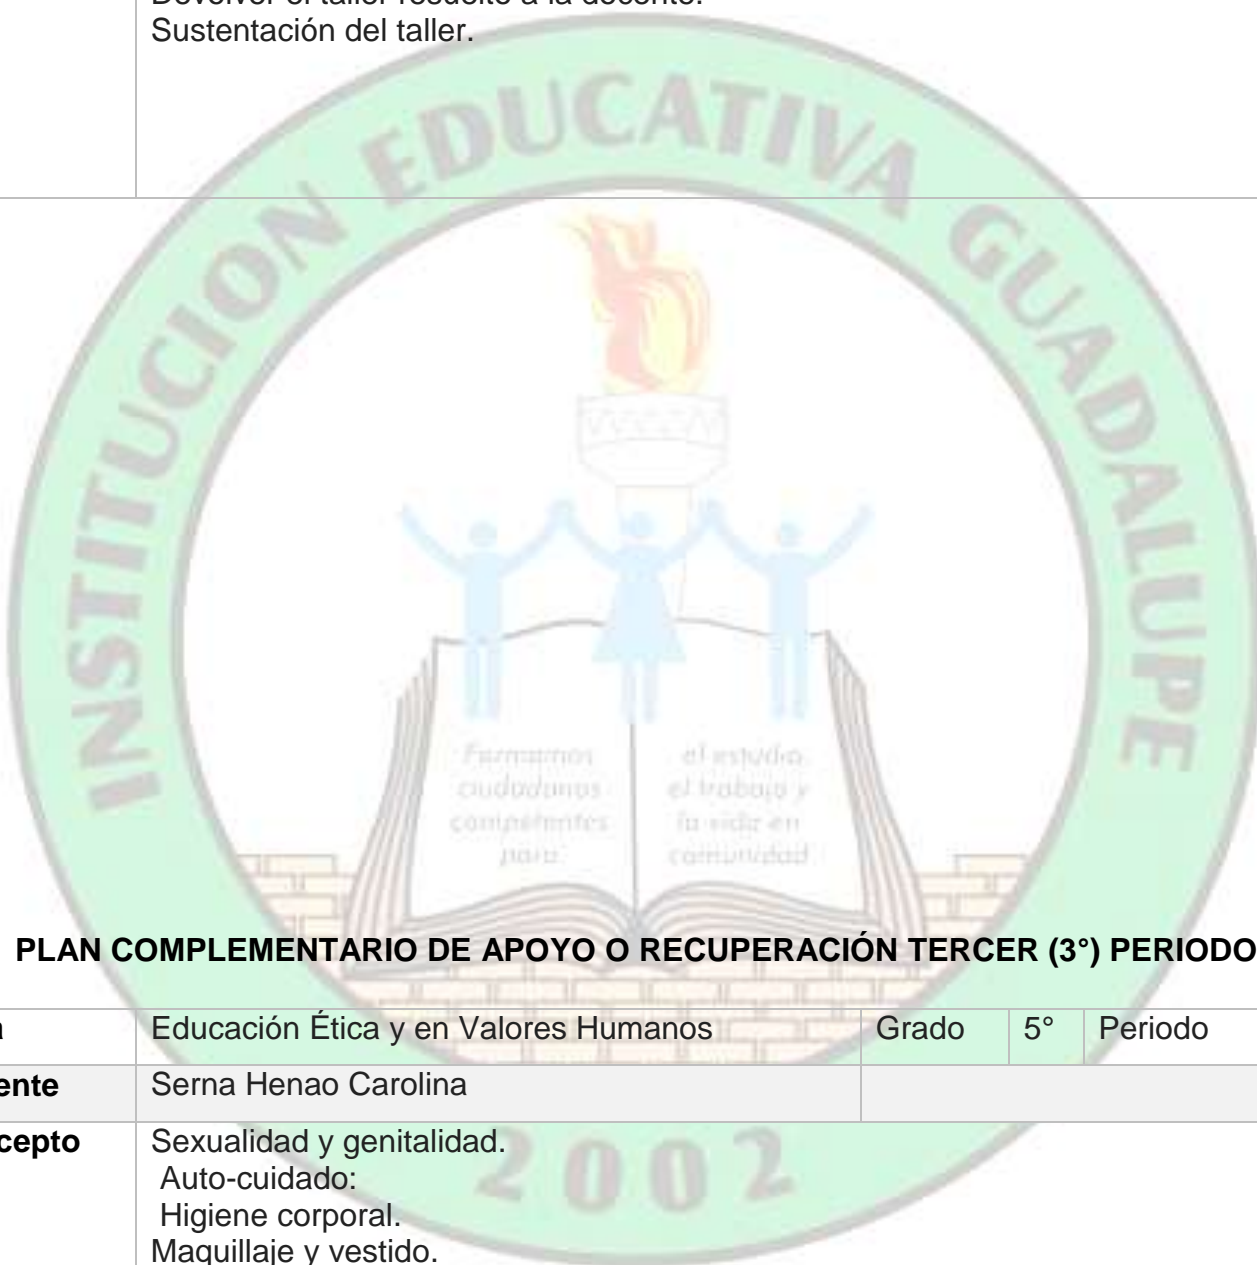 Devolver el taller resuelto a la docente.
Sustentación del taller.
INSTITUCION EDUCATIVA GUADALUPE
Formamos
ciudadanos
competentes
para
el estudio
el trabajo y
la vida en
comunidad
PLAN COMPLEMENTARIO DE APOYO O RECUPERACIÓN TERCER (3°) PERIODO
a Educación Ética y en Valores Humanos Grado 5° Periodo
ente Serna Henao Carolina
cepto Sexualidad y genitalidad.
Auto-cuidado:
Higiene corporal.
Maquillaje y vestido.
2002